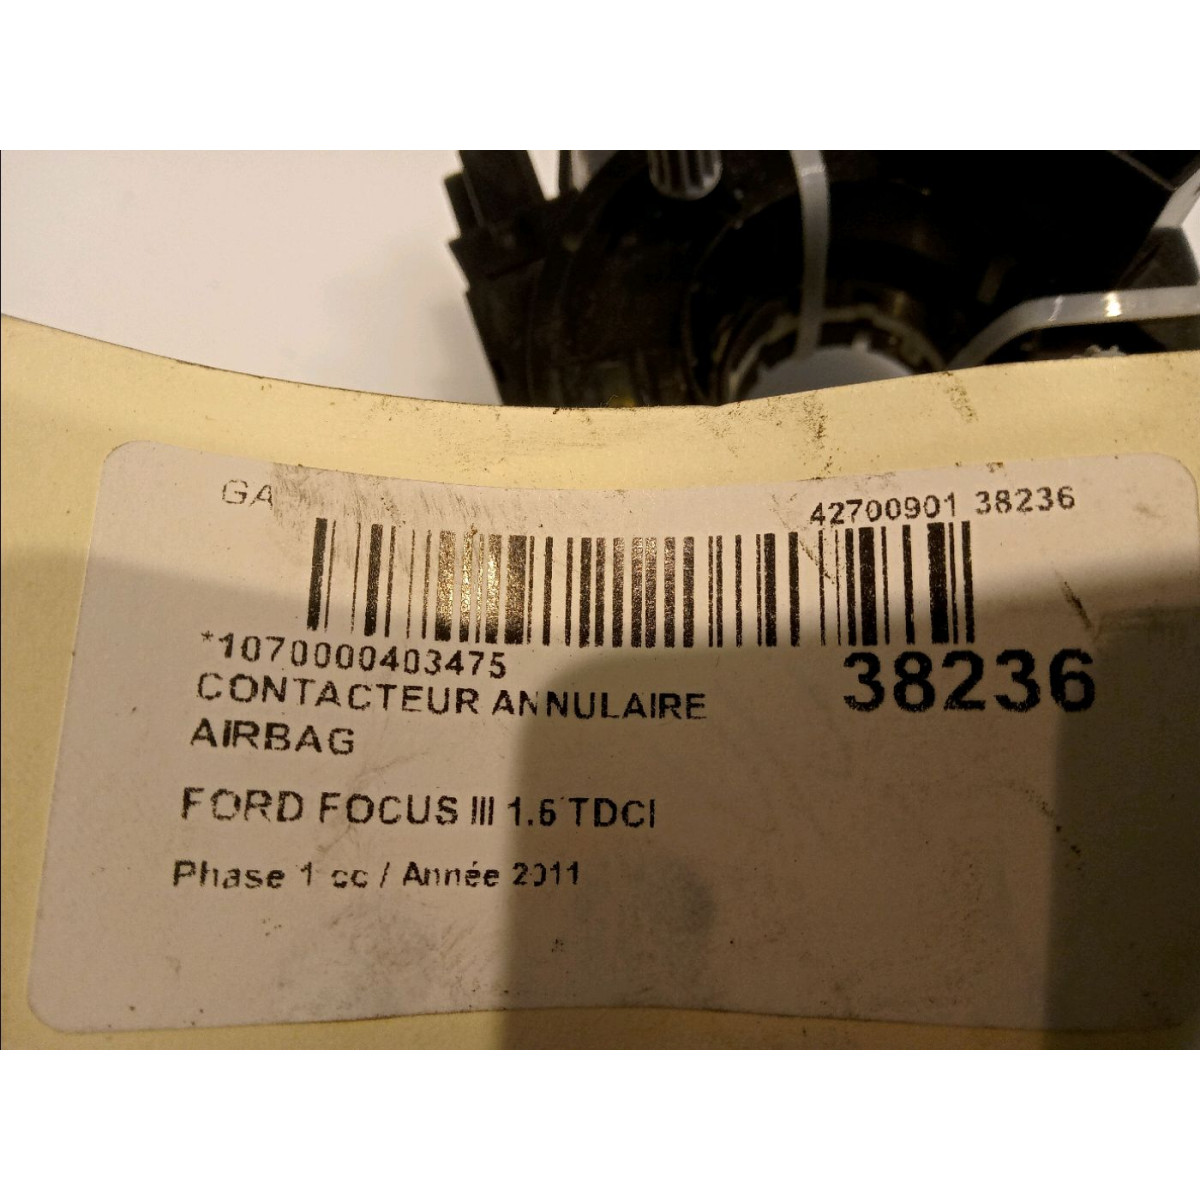 GA
42700901 38236
*1070000403475
38236
CONTACTEUR ANNULAIRE
AIRBAG
FORD FOCUS III 1.6 TDCI
Phase 1 cc / Année 2011